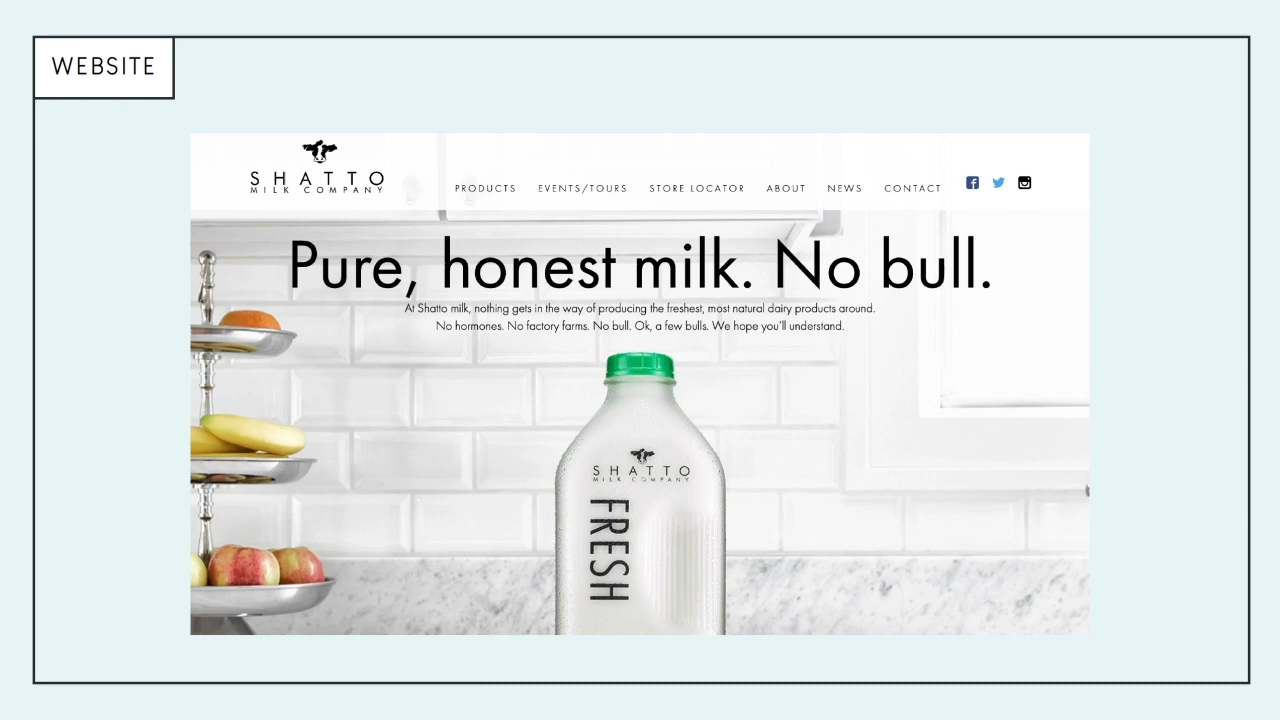 WEBSITE
SHATTO
MILK COMPANY
PRODUCTS EVENTS/TOURS STORE LOCATOR ABOUT NEWS CONTACT
Pure, honest milk. No bull.
At Shatto milk, nothing gets in the way of producing the freshest, most natural dairy products around.
No hormones. No factory farms. No bull. Ok, a few bulls. We hope you'll understand.
SHATTO
MILK COMPANY
FRESH